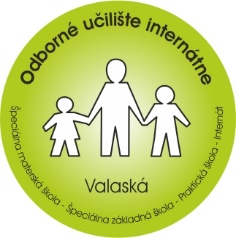 Odborné učilište internátne
Valaská
Špeciálna materská škola - Špeciálna základná škola - Praktická škola - Internát